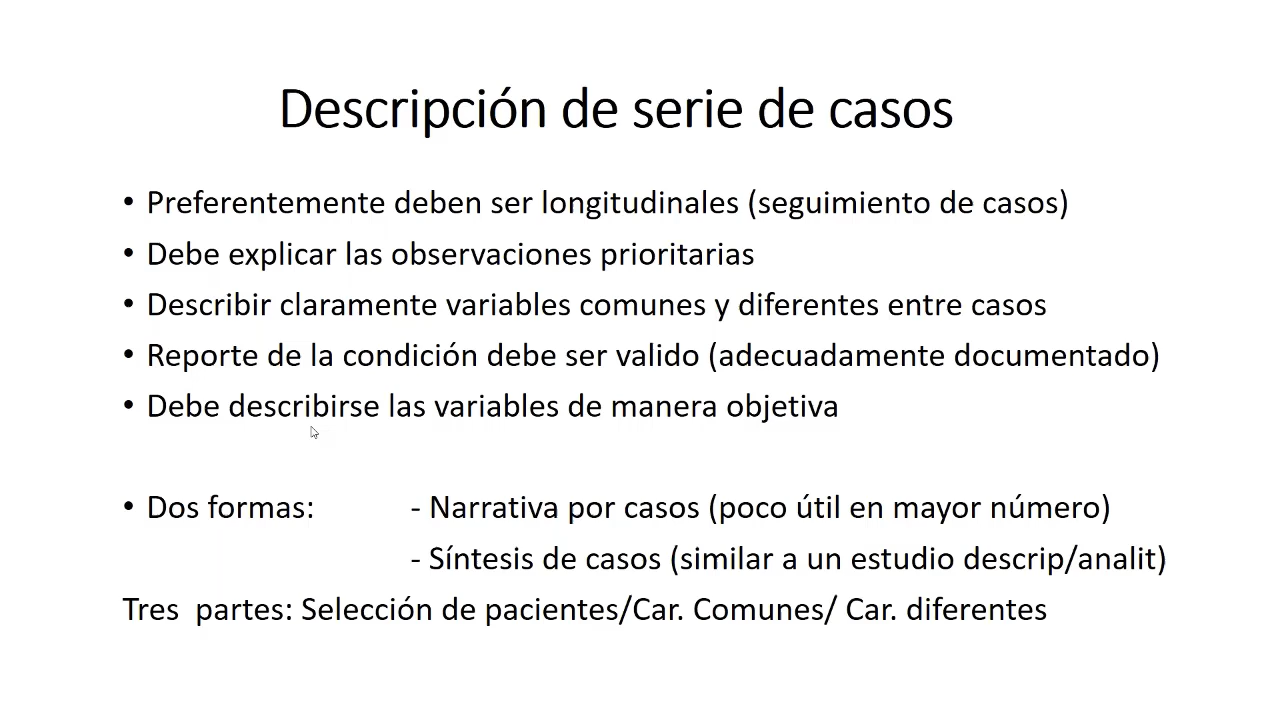 Descripción de serie de casos
• Preferentemente deben ser longitudinales (seguimiento de casos)
• Debe explicar las observaciones prioritarias
• Describir claramente variables comunes y diferentes entre casos
• Reporte de la condición debe ser valido (adecuadamente documentado)
• Debe describirse las variables de manera objetiva
• Dos formas: - Narrativa por casos (poco útil en mayor número)
- Síntesis de casos (similar a un estudio descrip/analit)
Tres partes: Selección de pacientes/Car. Comunes/ Car. diferentes